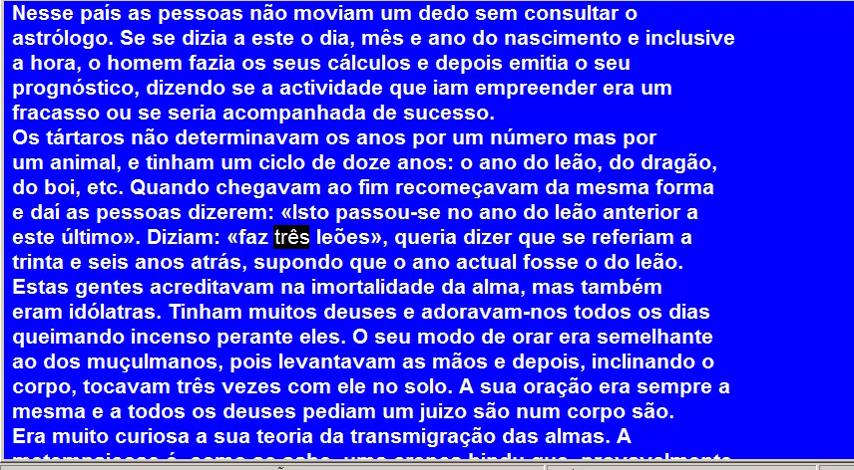 Nesse país as pessoas não moviam um dedo sem consultar o
astrólogo. Se se dizia a este o dia, mês e ano do nascimento e inclusive
a hora, o homem fazia os seus cálculos e depois emitia o seu
prognóstico, dizendo se a actividade que iam empreender era um
fracasso ou se seria acompanhada de sucesso.
Os tártaros não determinavam os anos por um número mas por
um animal, e tinham um ciclo de doze anos: o ano do leão, do dragão,
do boi, etc. Quando chegavam ao fim recomeçavam da mesma forma
e daí as pessoas dizerem: «Isto passou-se no ano do leão anterior a
este último». Diziam: «faz três leões», queria dizer que se referiam a
trinta e seis anos atrás, supondo que o ano actual fosse o do leão.
Estas gentes acreditavam na imortalidade da alma, mas também
eram idólatras. Tinham muitos deuses e adoravam-nos todos os dias
queimando incenso perante eles. O seu modo de orar era semelhante
ao dos muçulmanos, pois levantavam as mãos e depois, inclinando o
corpo, tocavam três vezes com ele no solo. A sua oração era sempre a
mesma e a todos os deuses pediam um juizo são num corpo são.
Era muito curiosa a sua teoria da transmigração das almas. A